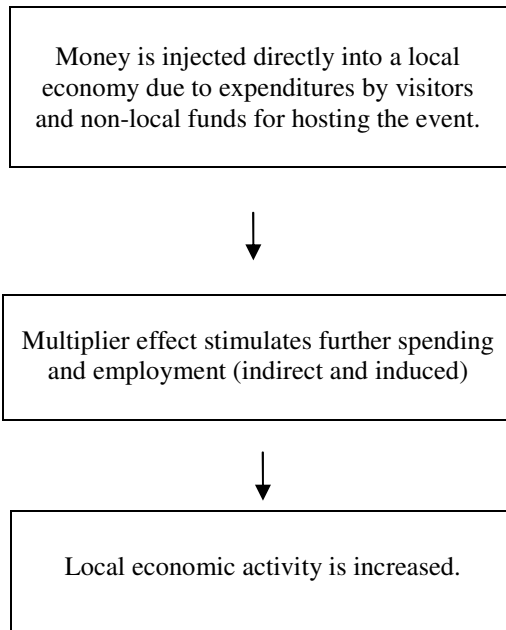 Money is injected directly into a local
economy due to expenditures by visitors
and non-local funds for hosting the event.
Multiplier effect stimulates further spending
and employment (indirect and induced)
Local economic activity is increased.